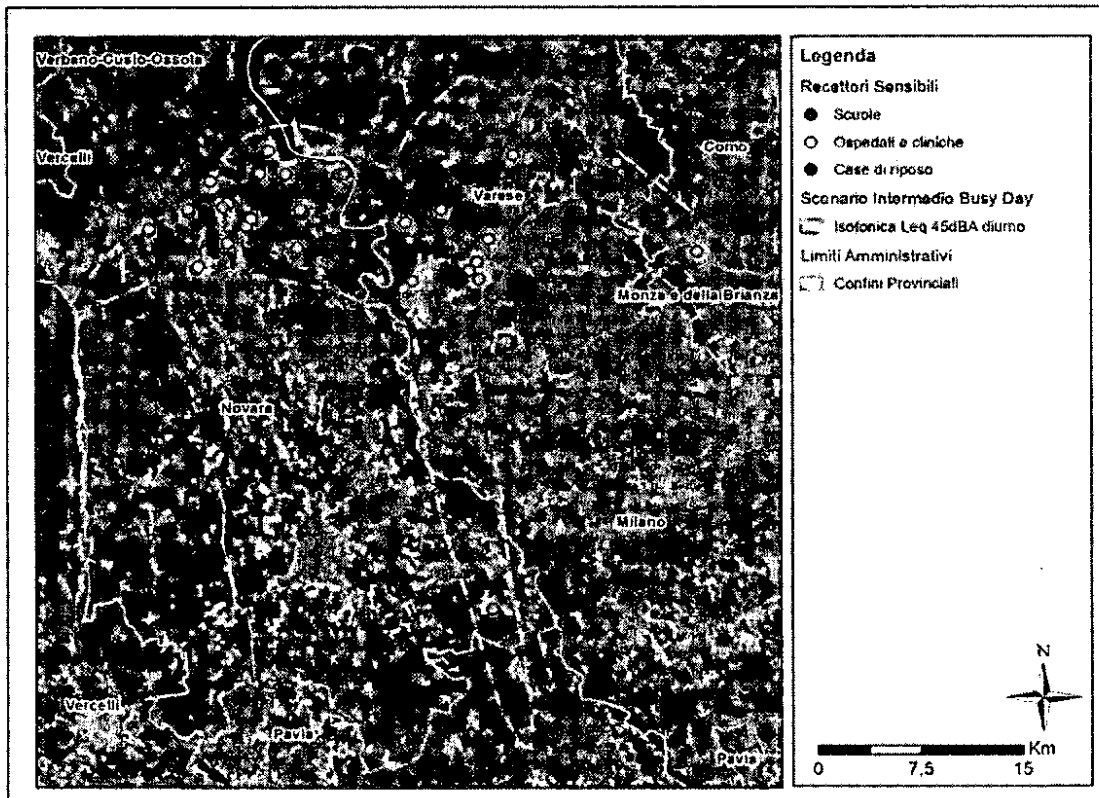 Verbano-Cusio-Ossola
Vercelli
Como
Varese
Monza e della Brianza
Novara
Milano
Vercelli
Pavia
Pavia
Legenda
Recettori Sensibili
Scuole
Ospedali e cliniche
Case di riposo
Scenario Intermedio Busy Day
Isofonica Leq 45dBA diurno
Limiti Amministrativi
Confini Provinciali
N
Km
0 7,5 15